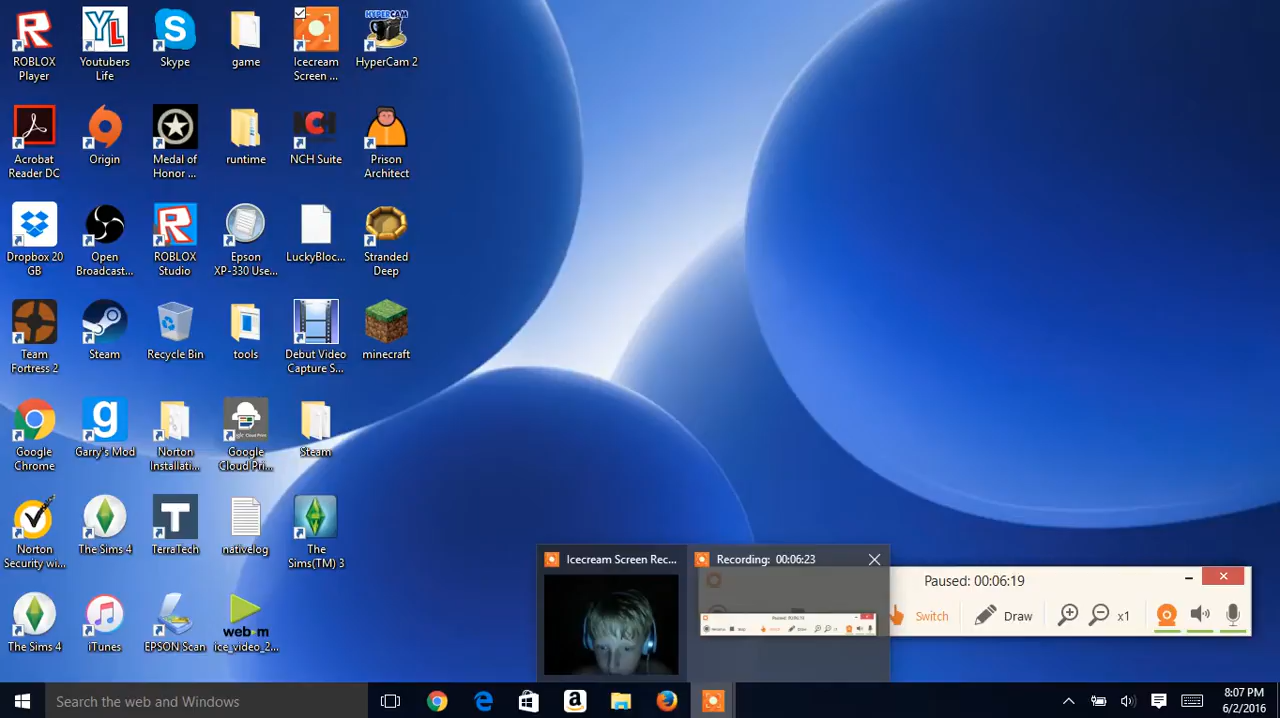 ROBLOX
Player
Youtubers
Life
Skype
game
Icecream
Screen ...
HyperCam 2
Acrobat
Reader DC
Origin
Medal of
Honor ...
runtime
NCH Suite
Prison
Architect
Dropbox 20
GB
Open
Broadcast...
ROBLOX
Studio
Epson
XP-330 Use...
LuckyBloc...
Stranded
Deep
Team
Fortress 2
Steam
Recycle Bin
tools
Debut Video
Capture S...
minecraft
Google
Chrome
Garry's Mod
Norton
Installati...
Google
Cloud Pri...
Steam
Norton
Security wi...
The Sims 4
TerraTech
nativelog
The
Sims(TM) 3
The Sims 4
iTunes
EPSON Scan
ice_video_2...
Icecream Screen Rec...
Recording: 00:06:23
Paused: 00:06:19
Switch
Draw
x1
Search the web and Windows
8:07 PM
6/2/2016